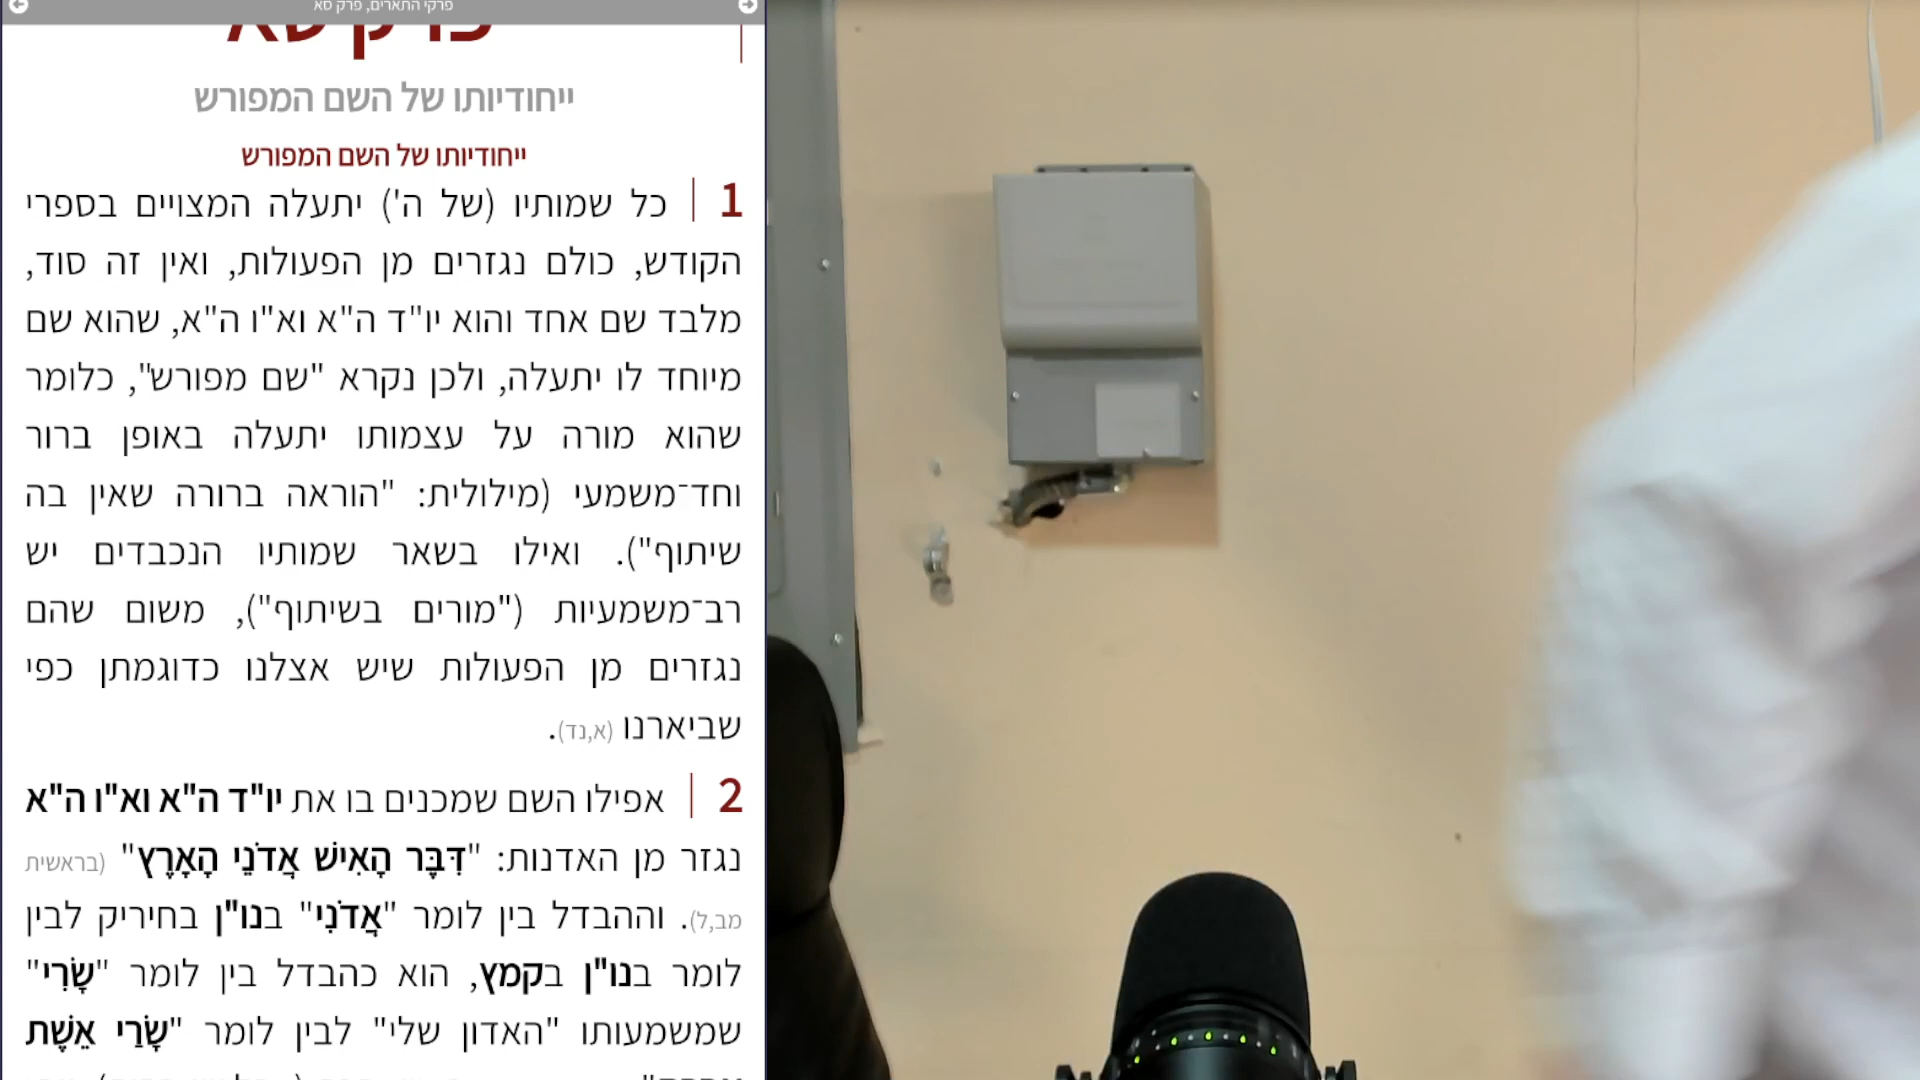 פרקי התארים, פרק סא
פרק סא
ייחודיותו של השם המפורש
ייחודיותו של השם המפורש
1 | כל שמותיו (של ה') יתעלה המצויים בספרי
הקודש, כולם נגזרים מן הפעולות, ואין זה סוד,
מלבד שם אחד והוא יו"ד ה"א וא"ו ה"א, שהוא שם
מיוחד לו יתעלה, ולכן נקרא "שם מפורש", כלומר
שהוא מורה על עצמותו יתעלה באופן ברור
וחד־משמעי (מילולית: "הוראה ברורה שאין בה
שיתוף"). ואילו בשאר שמותיו הנכבדים יש
רב־משמעיות ("מורים בשיתוף"), משום שהם
נגזרים מן הפעולות שיש אצלנו כדוגמתן כפי
שביארנו (א,נד).
2 | אפילו השם שמכנים בו את יו"ד ה"א וא"ו ה"א
נגזר מן האדנות: "דִּבֶּר הָאִישׁ אֲדֹנֵי הָאָרֶץ" (בראשית
מב,ל). וההבדל בין לומר "אֲדֹנִי" בנו"ן בחיריק לבין
לומר בנו"ן בקמץ, הוא כהבדל בין לומר "שָׂרִי"
שמשמעותו "האדון שלי" לבין לומר "שָׂרַי אֵשֶׁת